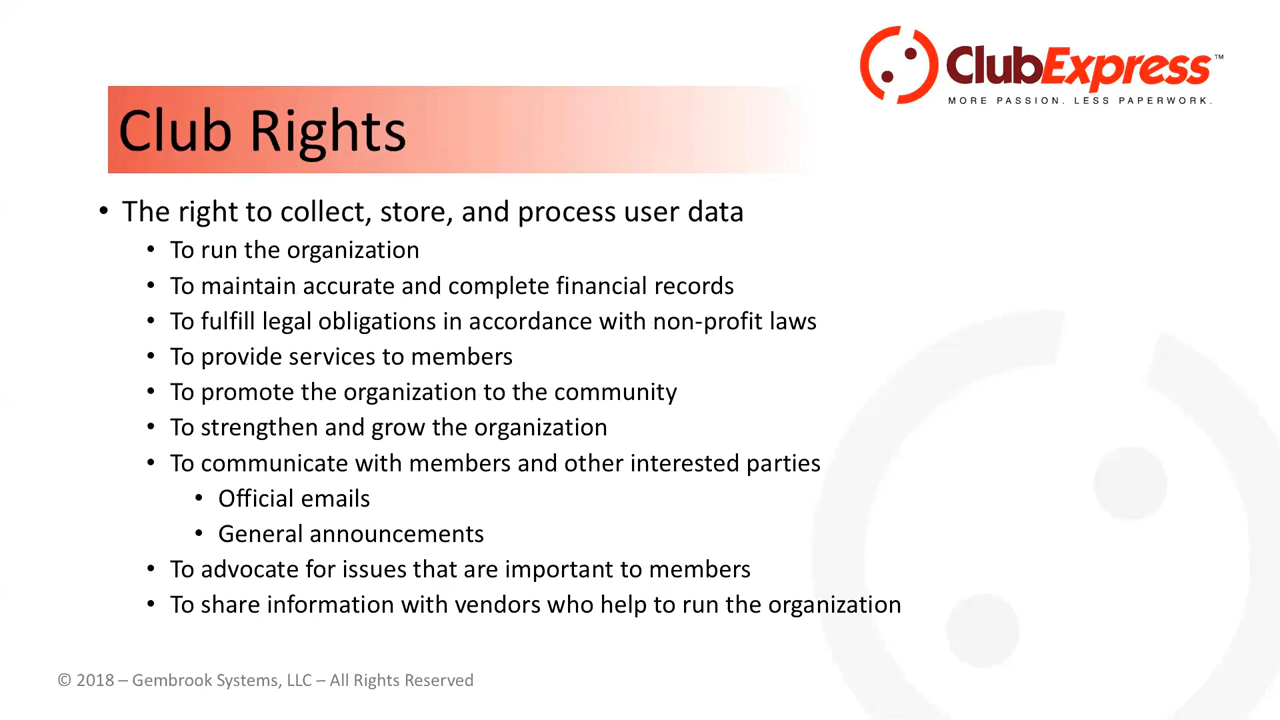 ClubExpress™
MORE PASSION. LESS PAPERWORK.
Club Rights
• The right to collect, store, and process user data
• To run the organization
• To maintain accurate and complete financial records
• To fulfill legal obligations in accordance with non-profit laws
• To provide services to members
• To promote the organization to the community
• To strengthen and grow the organization
• To communicate with members and other interested parties
• Official emails
• General announcements
• To advocate for issues that are important to members
• To share information with vendors who help to run the organization
© 2018 – Gembrook Systems, LLC – All Rights Reserved